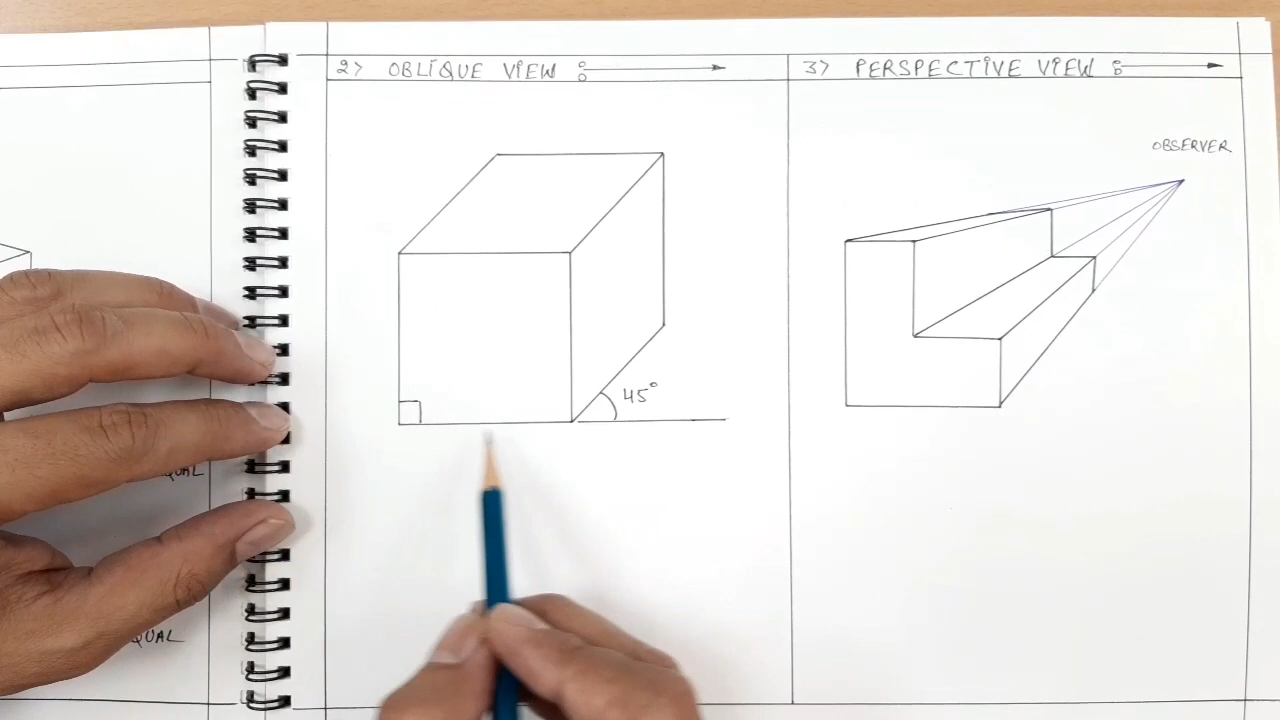 2> OBLIQUE VIEW :
3> PERSPECTIVE VIEW :
OBSERVER
45°
QUAL
QUAL